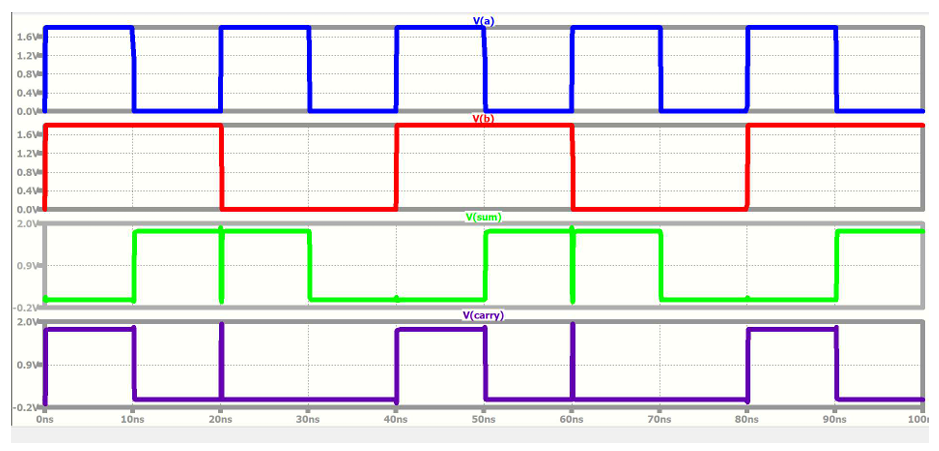 V(a)
1.6V
1.2V
0.8V
0.4V
0.0V
V(b)
1.6V
1.2V
0.8V
0.4V
0.0V
V(sum)
2.0V
0.9V
-0.2V
V(carry)
2.0V
0.9V
-0.2V
0ns 10ns 20ns 30ns 40ns 50ns 60ns 70ns 80ns 90ns 100n